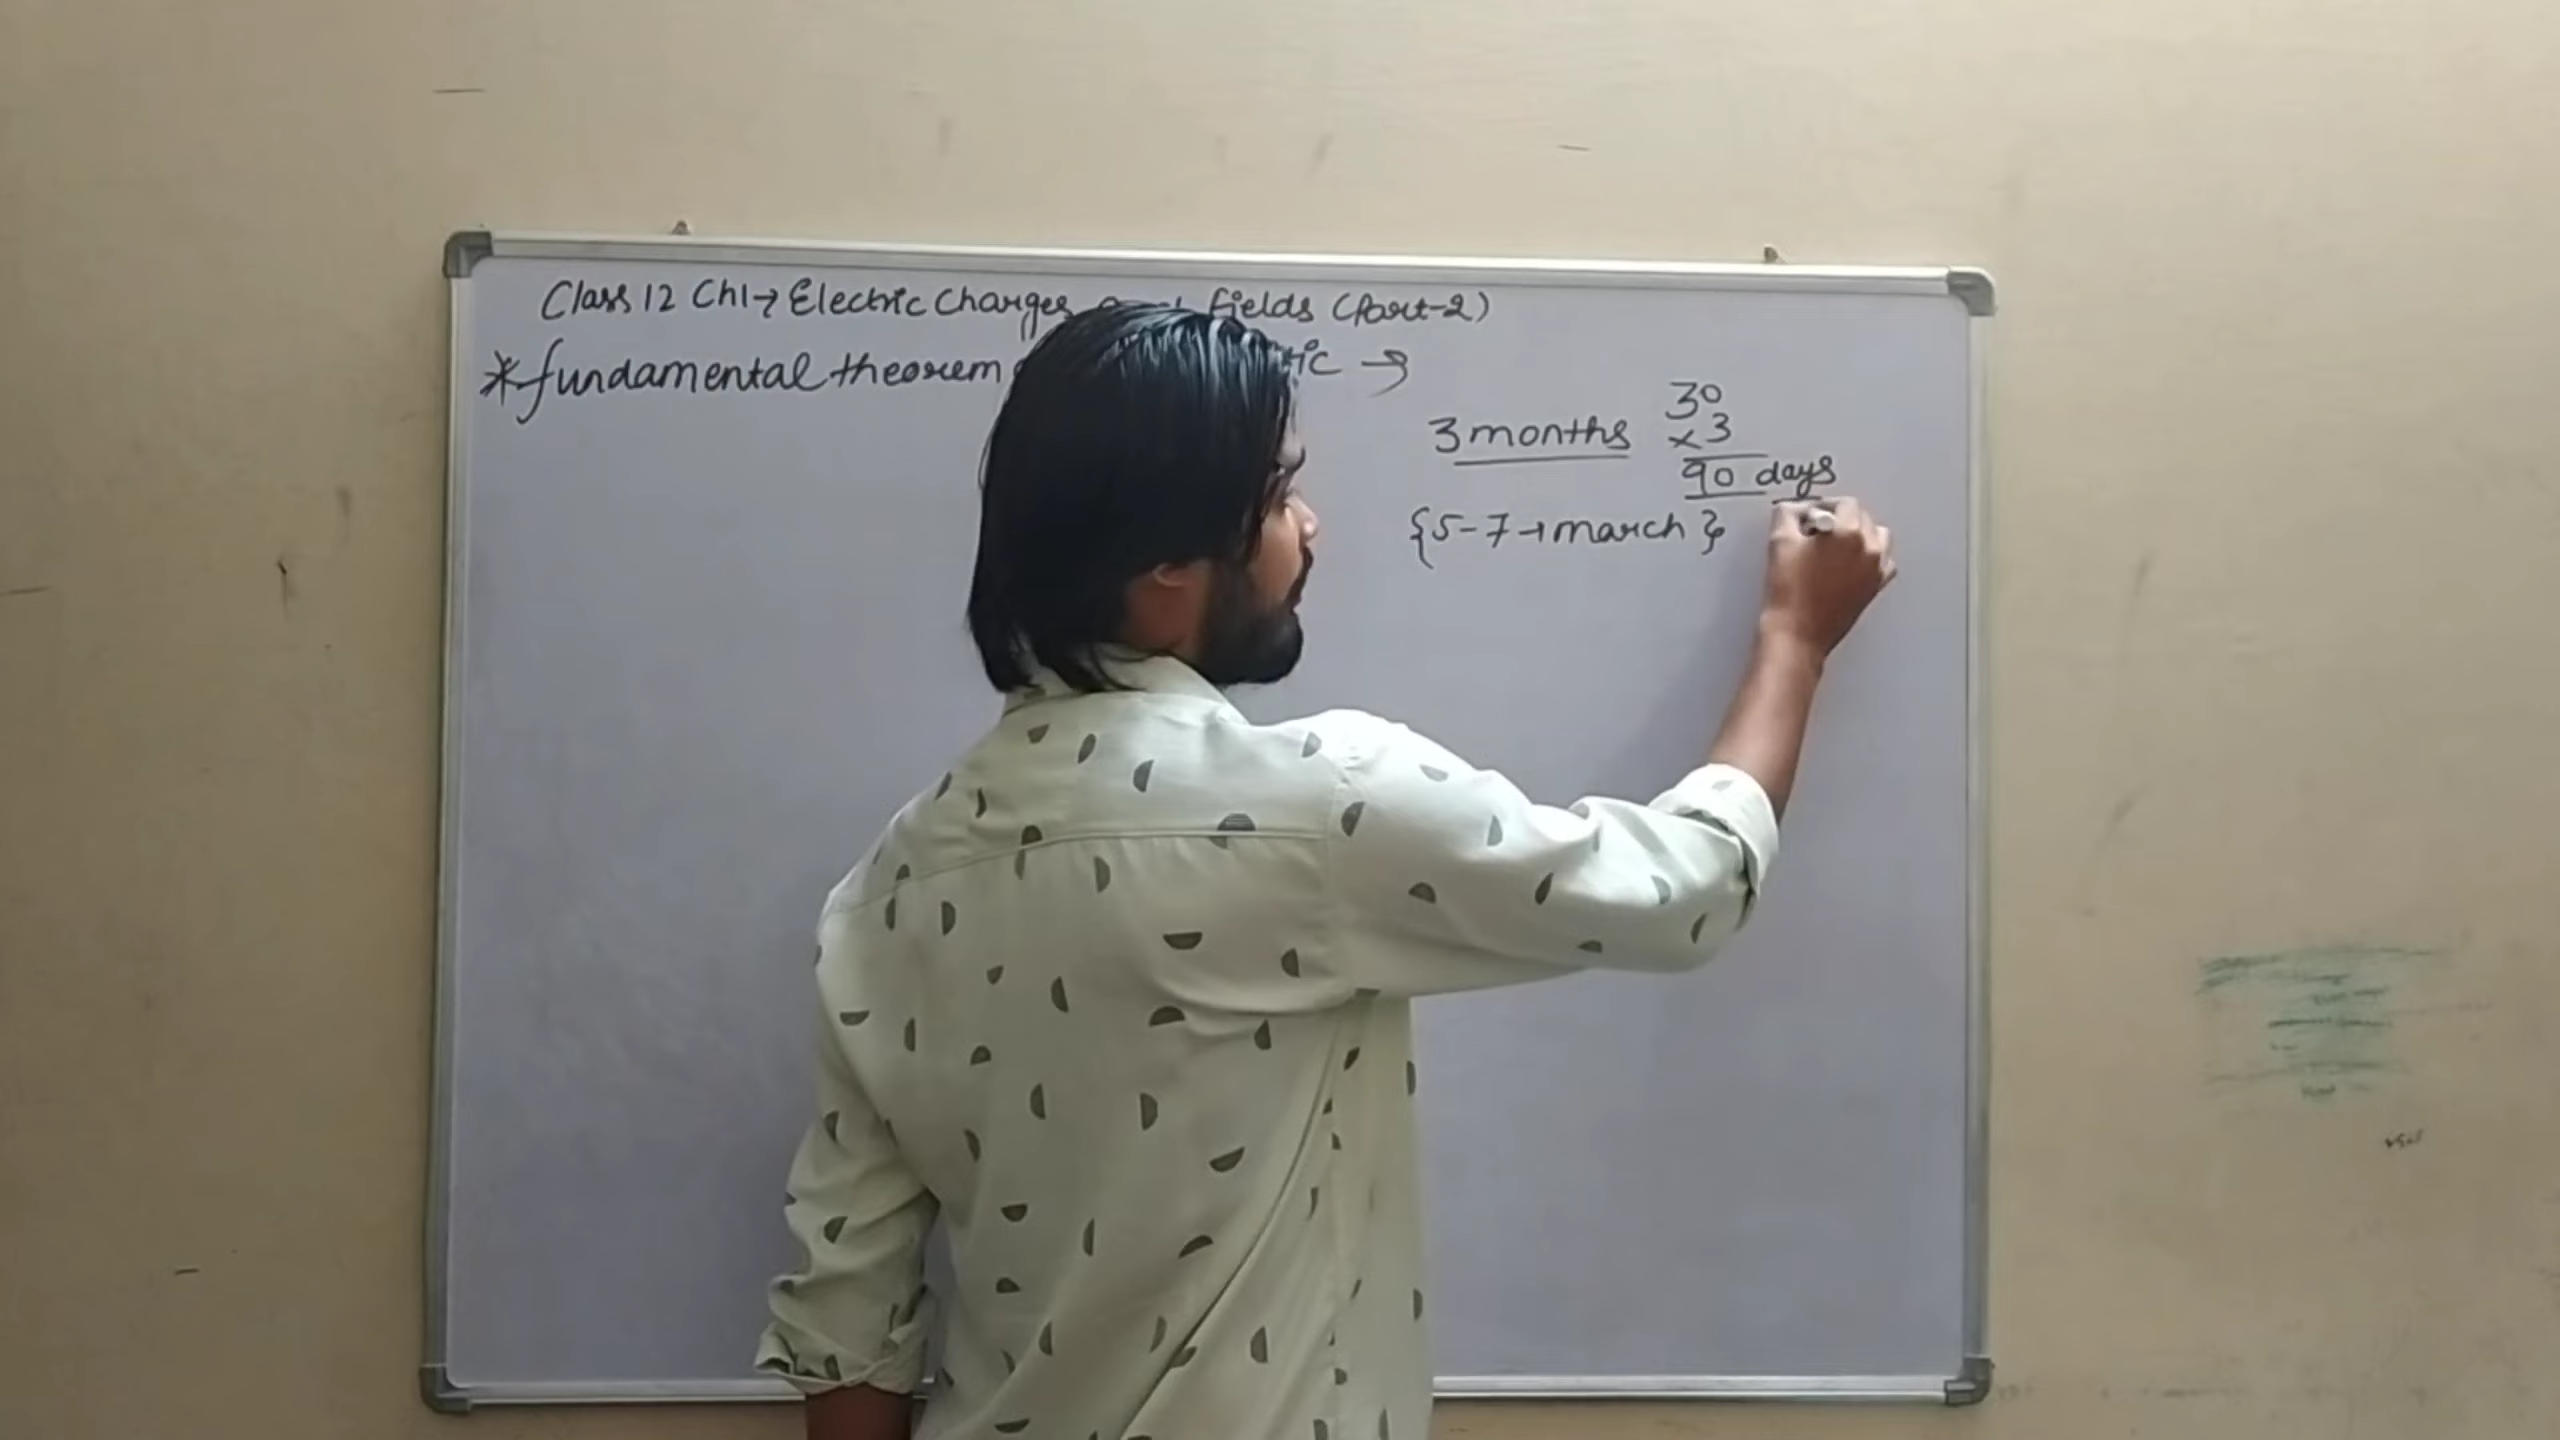 Class 12 Ch1→ Electric Charges fields (Part-2)
*fundamental theorem tic →
3 months
30
×3
90 days
{5-7→march}